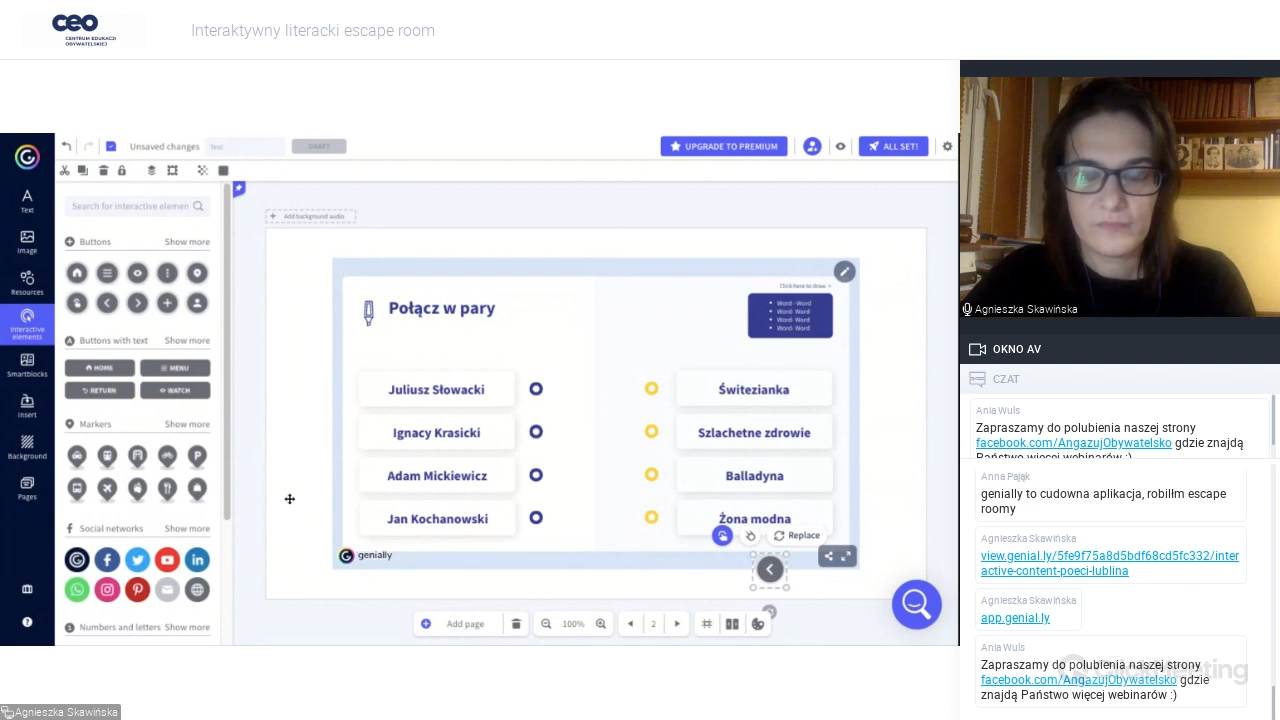 ceo
CENTRUM EDUKACJI
OBYWATELSKIEJ
Interaktywny literacki escape room
Unsaved changes
Test
DRAFT
UPGRADE TO PREMIUM
ALL SET!
Text
Image
Resources
Interactive
elements
Smartblocks
Insert
Background
Pages
Search for interactive elemen
Buttons
Show more
Buttons with text
Show more
HOME
MENU
RETURN
WATCH
Markers
Show more
Social networks
Show more
Numbers and letters
Show more
Add background audio
Click here to draw
Połącz w pary
Word - Word
Word- Word
Word- Word
Word- Word
Juliusz Słowacki
Świtezianka
Ignacy Krasicki
Szlachetne zdrowie
Adam Mickiewicz
Balladyna
Jan Kochanowski
Żona modna
Replace
genially
Add page
100%
2
Agnieszka Skawińska
Agnieszka Skawińska
OKNO AV
CZAT
Ania Wuls
Zapraszamy do polubienia naszej strony
facebook.com/AngazujObywatelsko gdzie znajdą
Państwo więcej webinarów :)
Anna Pająk
genially to cudowna aplikacja, robiłłm escape
roomy
Agnieszka Skawińska
view.genial.ly/5fe9f75a8d5bdf68cd5fc332/inter
active-content-poeci-lublina
Agnieszka Skawińska
app.genial.ly
Ania Wuls
Zapraszamy do polubienia naszej strony
facebook.com/AngazujObywatelsko gdzie
znajdą Państwo więcej webinarów :)
ClickMeeting